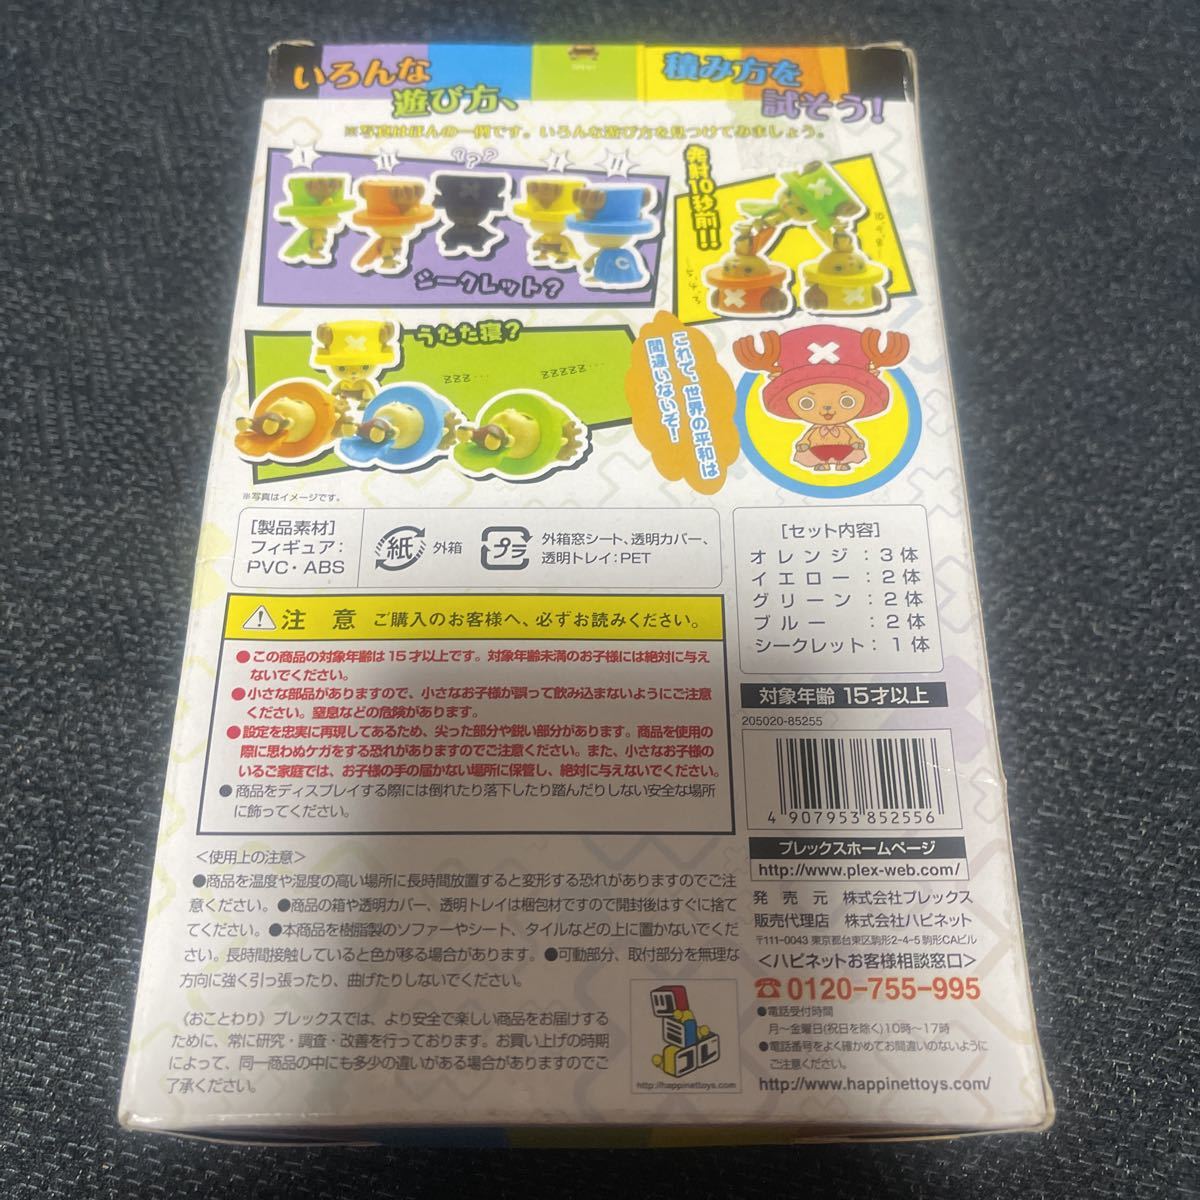 いろんな
遊び方、
積み方を
試そう!
※写真はほんの一例です。いろんな遊び方を見つけてみましょう。
!
!!
???
!
!!
シークレット?
発射10秒前!!
うたた寝?
zzz…
zzzzz…
これで、世界の平和は
間違いないぞ!
C
※写真はイメージです。
[製品素材]
フィギュア:
PVC・ABS
紙
外箱
プラ
外箱窓シート、透明カバー、
透明トレイ:PET
[セット内容]
オレンジ:3体
イエロー:2体
グリーン:2体
ブルー:2体
シークレット:1体
注意 ご購入のお客様へ、必ずお読みください。
●この商品の対象年齢は15才以上です。対象年齢未満のお子様には絶対に与え
ないでください。
●小さな部品がありますので、小さなお子様が誤って飲み込まないようにご注意
ください。窒息などの危険があります。
●設定を忠実に再現してあるため、尖った部分や鋭い部分があります。商品を使用の
際に思わぬケガをする恐れがありますのでご注意ください。また、小さなお子様の
いるご家庭では、お子様の手の届かない場所に保管し、絶対に与えないでください。
●商品をディスプレイする際には倒れたり落下したり踏んだりしない安全な場所
に飾ってください。
対象年齢 15才以上
205020-85255
4 907953 852556
プレックスホームページ
http://www.plex-web.com/
発売元 株式会社プレックス
販売代理店 株式会社ハピネット
〒111-0043 東京都台東区駒形2-4-5 駒形CAビル
<ハピネットお客様相談窓口>
☎0120-755-995
●電話受付時間
月～金曜日(祝日を除く)10時～17時
●電話番号をよく確かめてお間違いのないように
ご注意ください。
http://www.happinettoys.com/
<使用上の注意>
●商品を温度や湿度の高い場所に長時間放置すると変形する恐れがありますのでご注
意ください。●商品の箱や透明カバー、透明トレイは梱包材ですので開封後はすぐに捨て
てください。●本商品を樹脂製のソファーやシート、タイルなどの上に置かないでくだ
さい。長時間接触していると色が移る場合があります。●可動部分、取付部分を無理な
方向に強く引っ張ったり、曲げたりしないでください。
《おことわり》プレックスでは、より安全で楽しい商品をお届けする
ために、常に研究・調査・改善を行っております。お買い上げの時期
によって、同一商品の中にも多少の違いがある場合がありますのでご
了承ください。
ツミコレ
http://happinettoys.com/